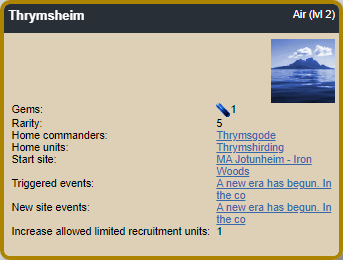 Thrymsheim Air (lvl 2)
Gems: 1
Rarity: 5
Home commanders: Thrymsgode
Home units: Thrymshirding
Start site: MA Jotunheim - Iron
Woods
Triggered events: A new era has begun. In
the co
New site events: A new era has begun. In
the co
Increase allowed limited recruitment units: 1